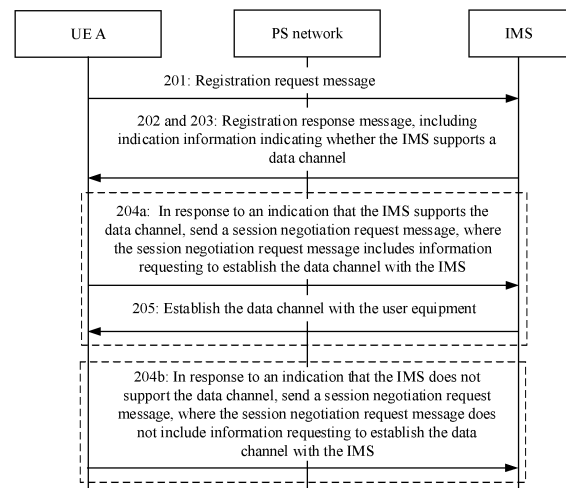 UE A
PS network
IMS
201: Registration request message
202 and 203: Registration response message, including
indication information indicating whether the IMS supports a
data channel
204a: In response to an indication that the IMS supports the
data channel, send a session negotiation request message, where
the session negotiation request message includes information
requesting to establish the data channel with the IMS
205: Establish the data channel with the user equipment
204b: In response to an indication that the IMS does not
support the data channel, send a session negotiation request
message, where the session negotiation request message does
not include information requesting to establish the data
channel with the IMS